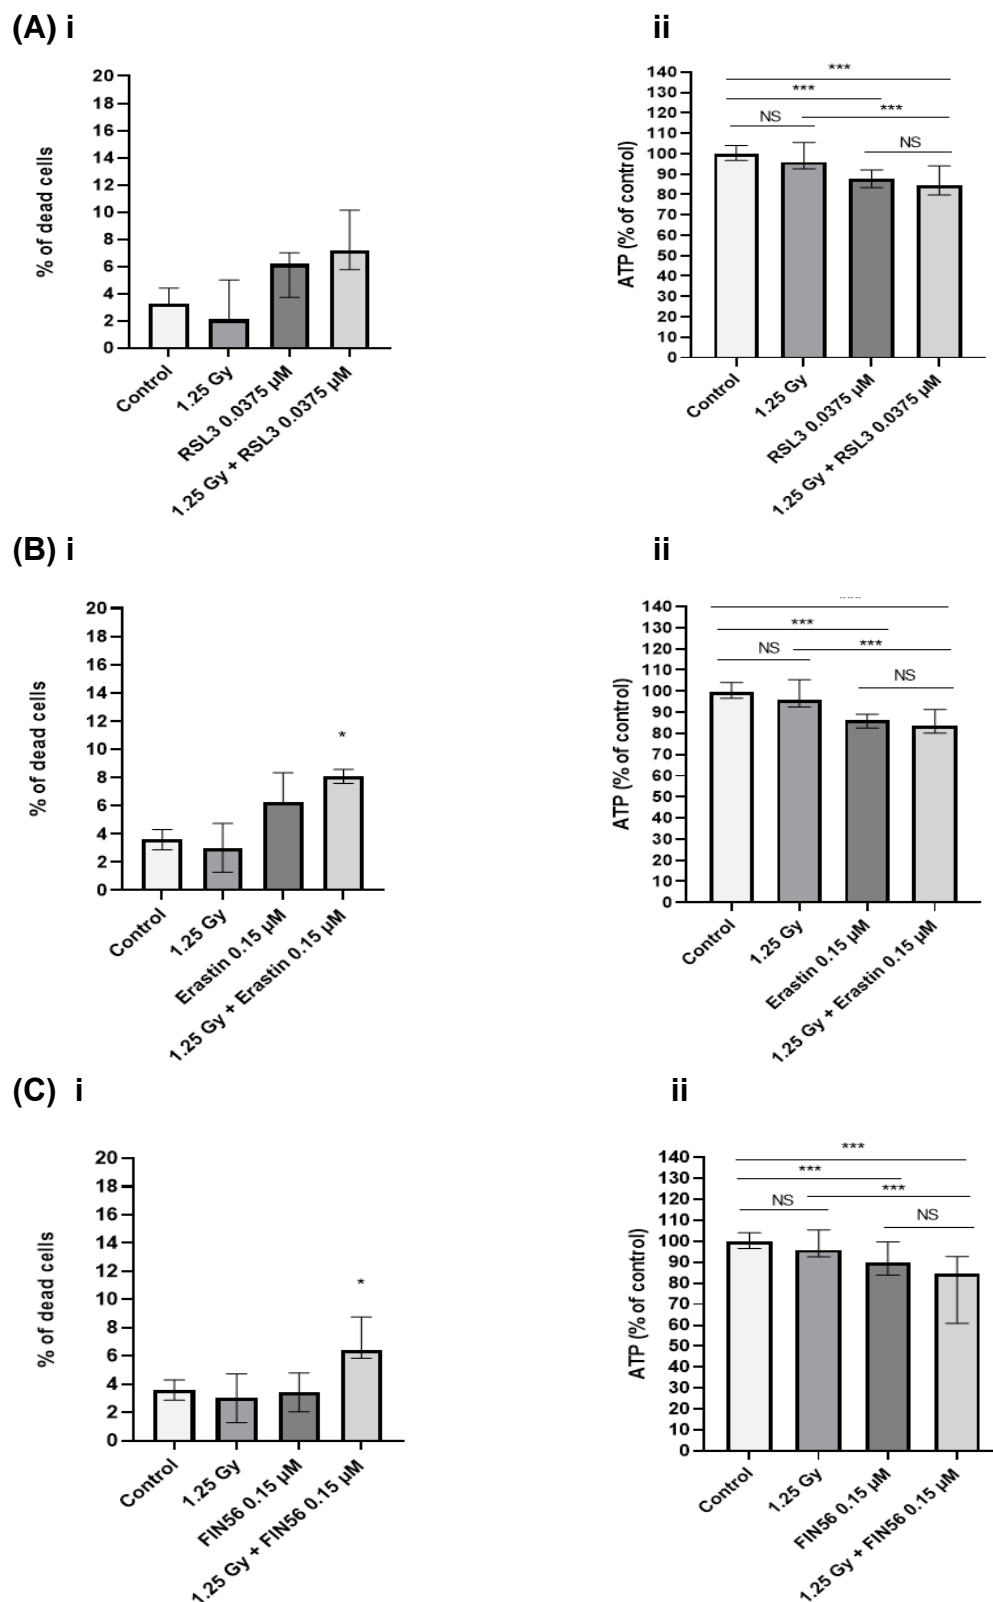 (A) i
ii
% of dead cells
20
18
16
14
12
10
8
6
4
2
0
Control
1.25 Gy
RSL3 0.0375 µM
1.25 Gy + RSL3 0.0375 µM
ATP (% of control)
140
130
120
110
100
90
80
70
60
50
40
30
20
10
0
***
***
***
NS
NS
Control
1.25 Gy
RSL3 0.0375 µM
1.25 Gy + RSL3 0.0375 µM
(B) i
ii
% of dead cells
20
18
16
14
12
10
8
6
4
2
0
*
Control
1.25 Gy
Erastin 0.15 µM
1.25 Gy + Erastin 0.15 µM
ATP (% of control)
140
130
120
110
100
90
80
70
60
50
40
30
20
10
0
***
***
NS
NS
Control
1.25 Gy
Erastin 0.15 µM
1.25 Gy + Erastin 0.15 µM
(C) i
ii
% of dead cells
20
18
16
14
12
10
8
6
4
2
0
*
Control
1.25 Gy
FIN56 0.15 µM
1.25 Gy + FIN56 0.15 µM
ATP (% of control)
140
130
120
110
100
90
80
70
60
50
40
30
20
10
0
***
***
***
NS
NS
Control
1.25 Gy
FIN56 0.15 µM
1.25 Gy + FIN56 0.15 µM